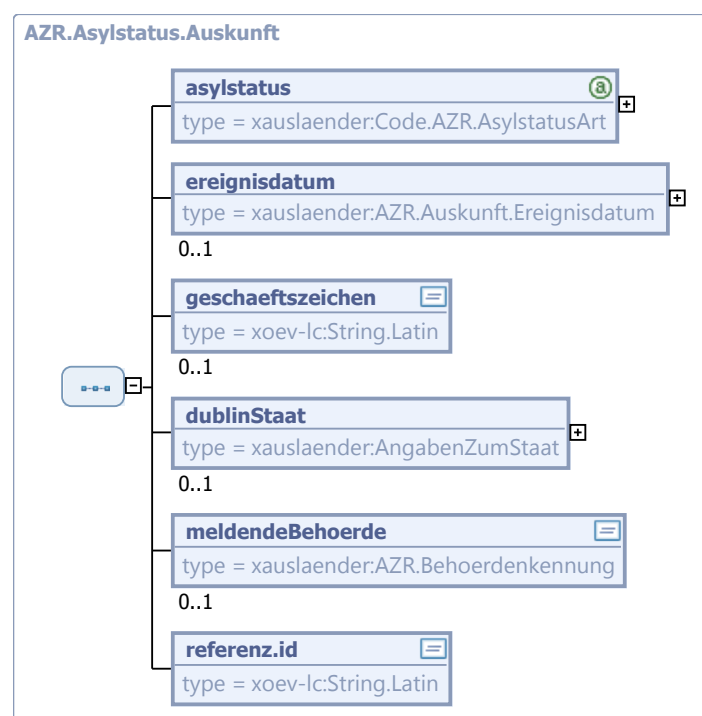 AZR.Asylstatus.Auskunft
asylstatus
type = xauslaender:Code.AZR.AsylstatusArt
ereignisdatum
type = xauslaender:AZR.Auskunft.Ereignisdatum
0..1
geschaeftszeichen
type = xoev-lc:String.Latin
0..1
dublinStaat
type = xauslaender:AngabenZumStaat
0..1
meldendeBehoerde
type = xauslaender:AZR.Behoerdenkennung
0..1
referenz.id
type = xoev-lc:String.Latin